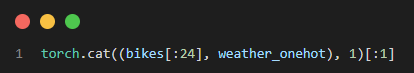 1 torch.cat((bikes[:24], weather_onehot), 1)[:1]